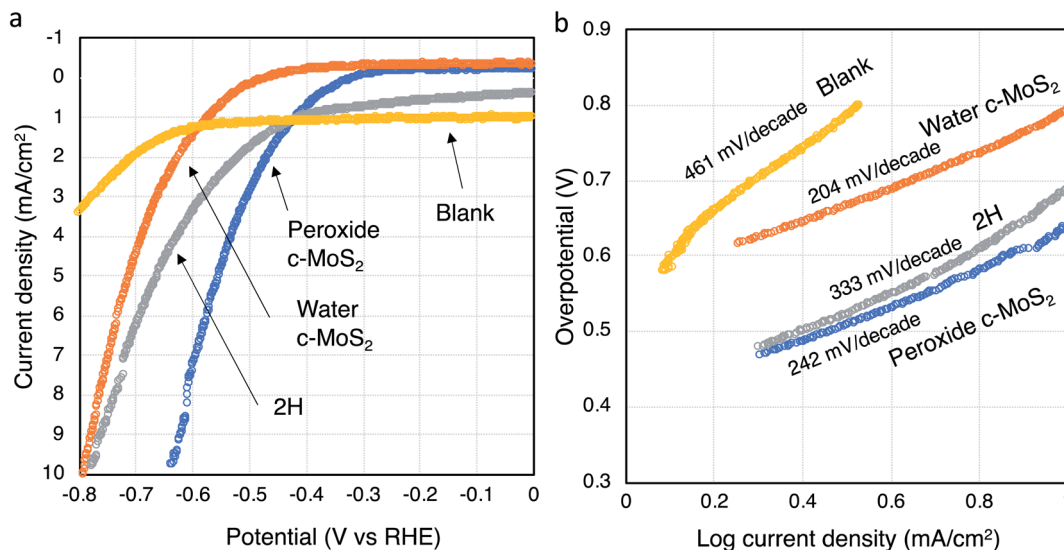 a
Current density (mA/cm²)
-1
0
1
2
3
4
5
6
7
8
9
10
-0.8
-0.7
-0.6
-0.5
-0.4
-0.3
-0.2
-0.1
0
Potential (V vs RHE)
Blank
Peroxide
c-MoS₂
Water
c-MoS₂
2H
b
Overpotential (V)
0.9
0.8
0.7
0.6
0.5
0.4
0.3
0
0.2
0.4
0.6
0.8
1
Log current density (mA/cm²)
461 mV/decade
Blank
Water c-MoS₂
204 mV/decade
333 mV/decade
2H
242 mV/decade
Peroxide c-MoS₂